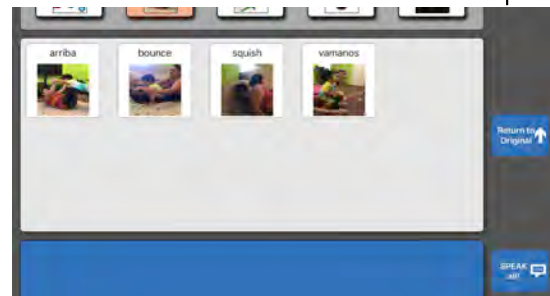 arriba bounce squish vamanos
Return to
Original
SPEAK
all!